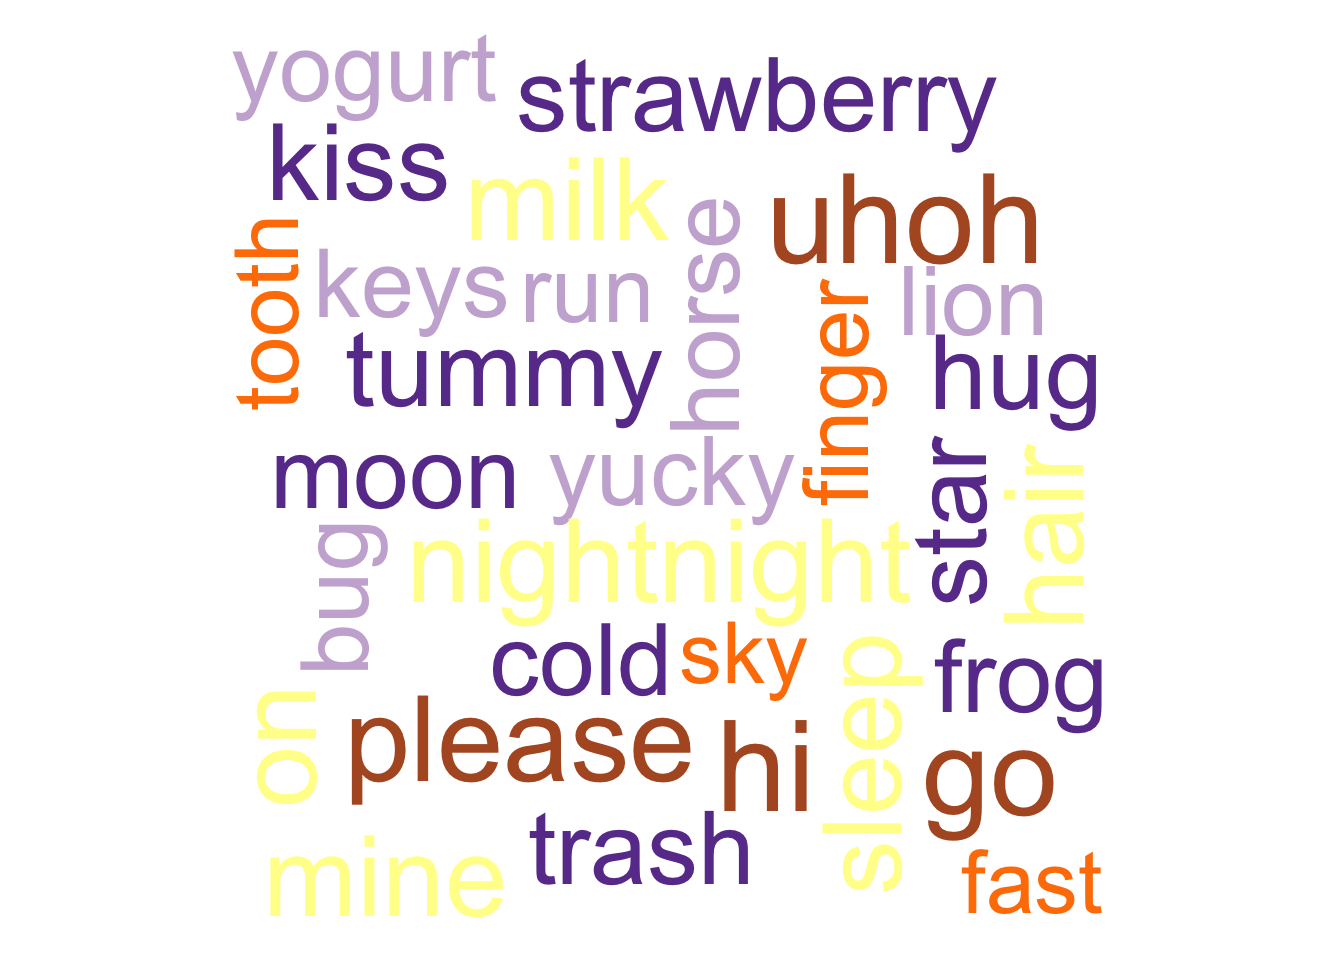 yogurt
strawberry
kiss
milk
uhoh
tooth
keys
run
horse
lion
finger
tummy
hug
moon
yucky
star
hair
bug
nightnight
cold
sky
sleep
frog
on
please
hi
go
trash
mine
fast